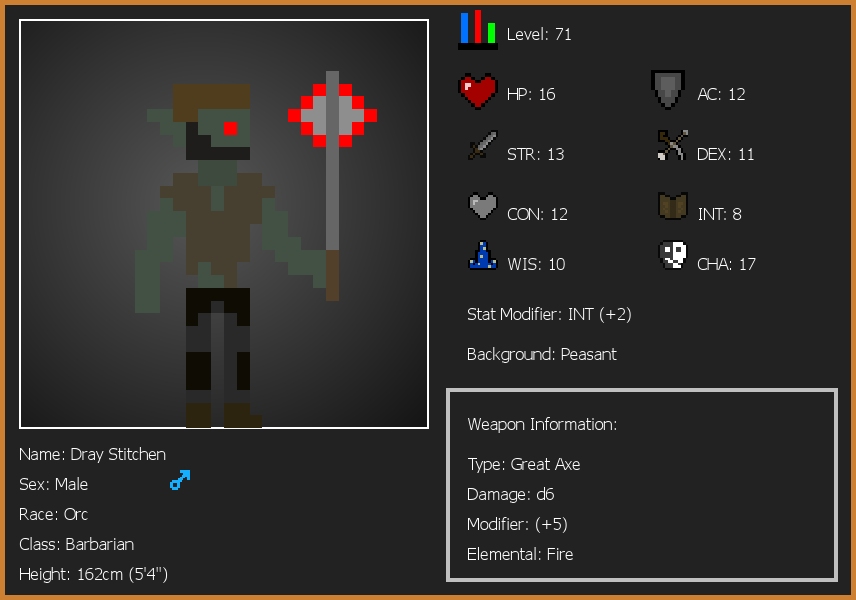 Level: 71
HP: 16
AC: 12
STR: 13
DEX: 11
CON: 12
INT: 8
WIS: 10
CHA: 17
Stat Modifier: INT (+2)
Background: Peasant
Weapon Information:
Type: Great Axe
Damage: d6
Modifier: (+5)
Elemental: Fire
Name: Dray Stitchen
Sex: Male
Race: Orc
Class: Barbarian
Height: 162cm (5'4")